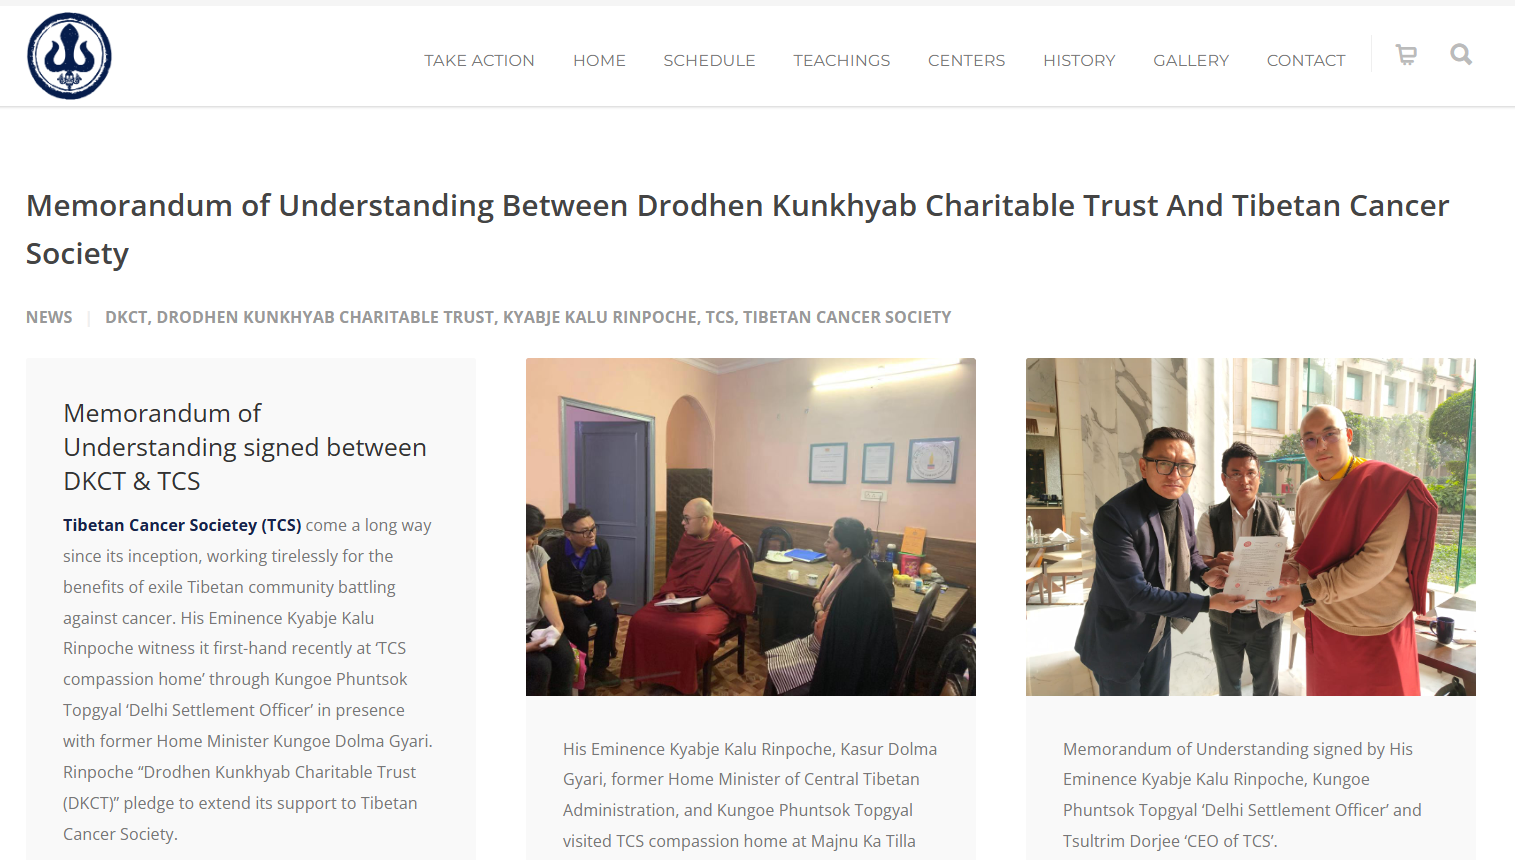 TAKE ACTION HOME SCHEDULE TEACHINGS CENTERS HISTORY GALLERY CONTACT
Memorandum of Understanding Between Drodhen Kunkhyab Charitable Trust And Tibetan Cancer
Society
NEWS | DKCT, DRODHEN KUNKHYAB CHARITABLE TRUST, KYABJE KALU RINPOCHE, TCS, TIBETAN CANCER SOCIETY
Memorandum of
Understanding signed between
DKCT & TCS
Tibetan Cancer Societey (TCS) come a long way
since its inception, working tirelessly for the
benefits of exile Tibetan community battling
against cancer. His Eminence Kyabje Kalu
Rinpoche witness it first-hand recently at ‘TCS
compassion home’ through Kungoe Phuntsok
Topgyal ‘Delhi Settlement Officer’ in presence
with former Home Minister Kungoe Dolma Gyari.
Rinpoche “Drodhen Kunkhyab Charitable Trust
(DKCT)” pledge to extend its support to Tibetan
Cancer Society.
His Eminence Kyabje Kalu Rinpoche, Kasur Dolma
Gyari, former Home Minister of Central Tibetan
Administration, and Kungoe Phuntsok Topgyal
visited TCS compassion home at Majnu Ka Tilla
Memorandum of Understanding signed by His
Eminence Kyabje Kalu Rinpoche, Kungoe
Phuntsok Topgyal ‘Delhi Settlement Officer’ and
Tsultrim Dorjee ‘CEO of TCS’.